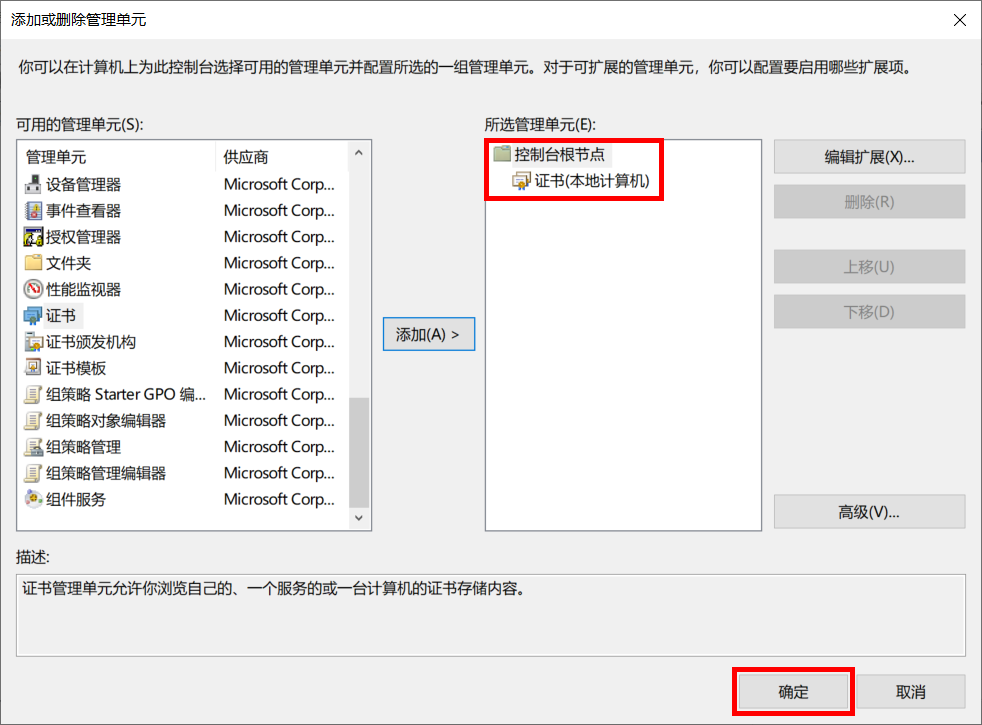 添加或删除管理单元
你可以在计算机上为此控制台选择可用的管理单元并配置所选的一组管理单元。对于可扩展的管理单元，你可以配置要启用哪些扩展项。
可用的管理单元(S):
管理单元 供应商
设备管理器 Microsoft Corp...
事件查看器 Microsoft Corp...
授权管理器 Microsoft Corp...
文件夹 Microsoft Corp...
性能监视器 Microsoft Corp...
证书 Microsoft Corp...
证书颁发机构 Microsoft Corp...
证书模板 Microsoft Corp...
组策略 Starter GPO 编... Microsoft Corp...
组策略对象编辑器 Microsoft Corp...
组策略管理 Microsoft Corp...
组策略管理编辑器 Microsoft Corp...
组件服务 Microsoft Corp...
添加(A) >
所选管理单元(E):
控制台根节点
证书(本地计算机)
编辑扩展(X)...
删除(R)
上移(U)
下移(D)
高级(V)...
描述:
证书管理单元允许你浏览自己的、一个服务的或一台计算机的证书存储内容。
确定
取消